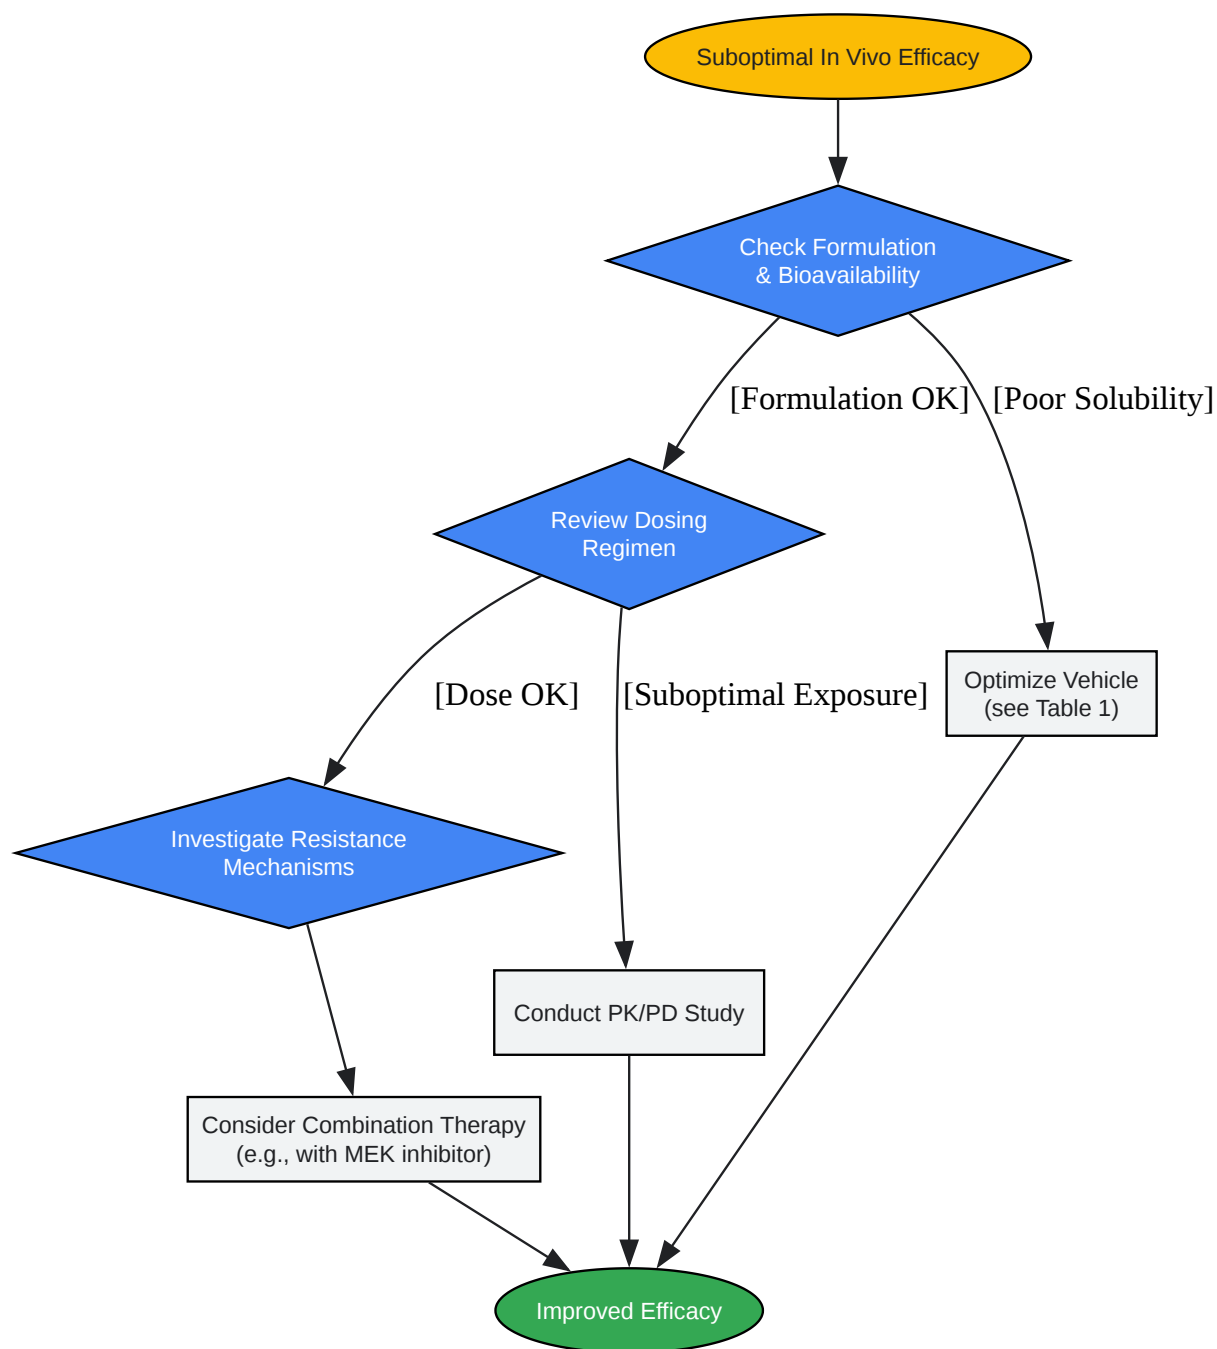 Suboptimal In Vivo Efficacy
Check Formulation
& Bioavailability
[Formulation OK]
[Poor Solubility]
Review Dosing
Regimen
[Dose OK]
[Suboptimal Exposure]
Optimize Vehicle
(see Table 1)
Investigate Resistance
Mechanisms
Conduct PK/PD Study
Consider Combination Therapy
(e.g., with MEK inhibitor)
Improved Efficacy